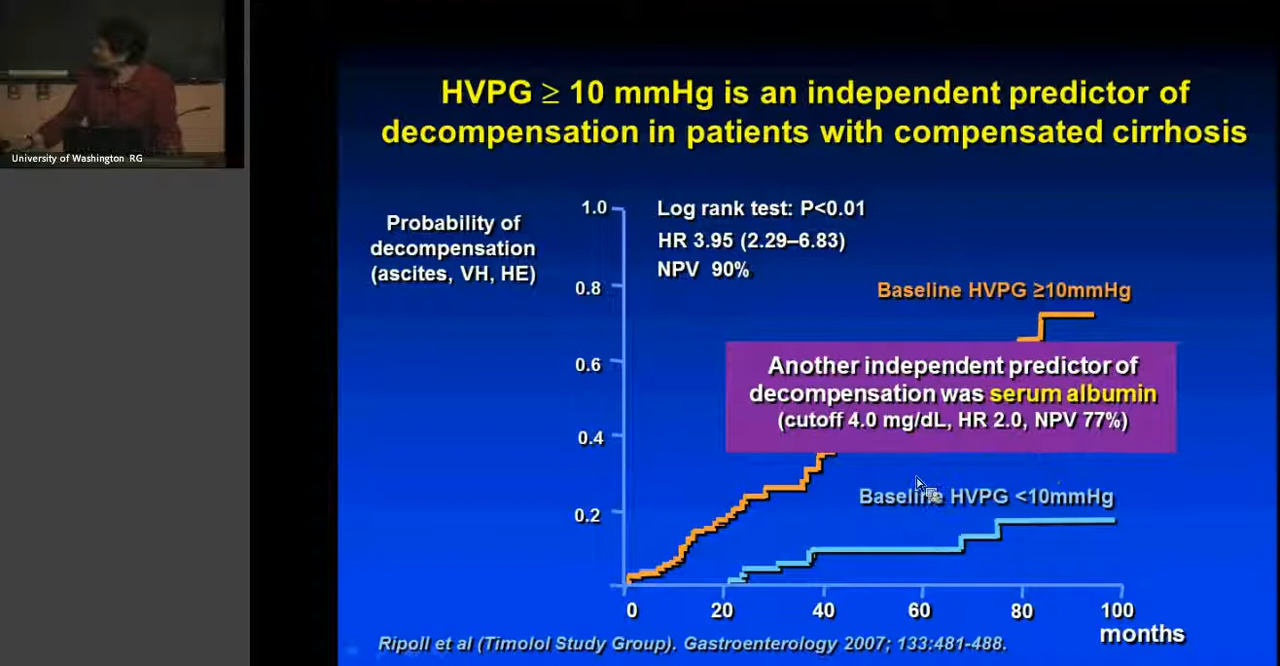 University of Washington RG
HVPG ≥ 10 mmHg is an independent predictor of
decompensation in patients with compensated cirrhosis
Probability of
decompensation
(ascites, VH, HE)
1.0
0.8
0.6
0.4
0.2
Log rank test: P<0.01
HR 3.95 (2.29–6.83)
NPV 90%
Baseline HVPG ≥10mmHg
Another independent predictor of
decompensation was serum albumin
(cutoff 4.0 mg/dL, HR 2.0, NPV 77%)
Baseline HVPG <10mmHg
0 20 40 60 80 100
months
Ripoll et al (Timolol Study Group). Gastroenterology 2007; 133:481-488.